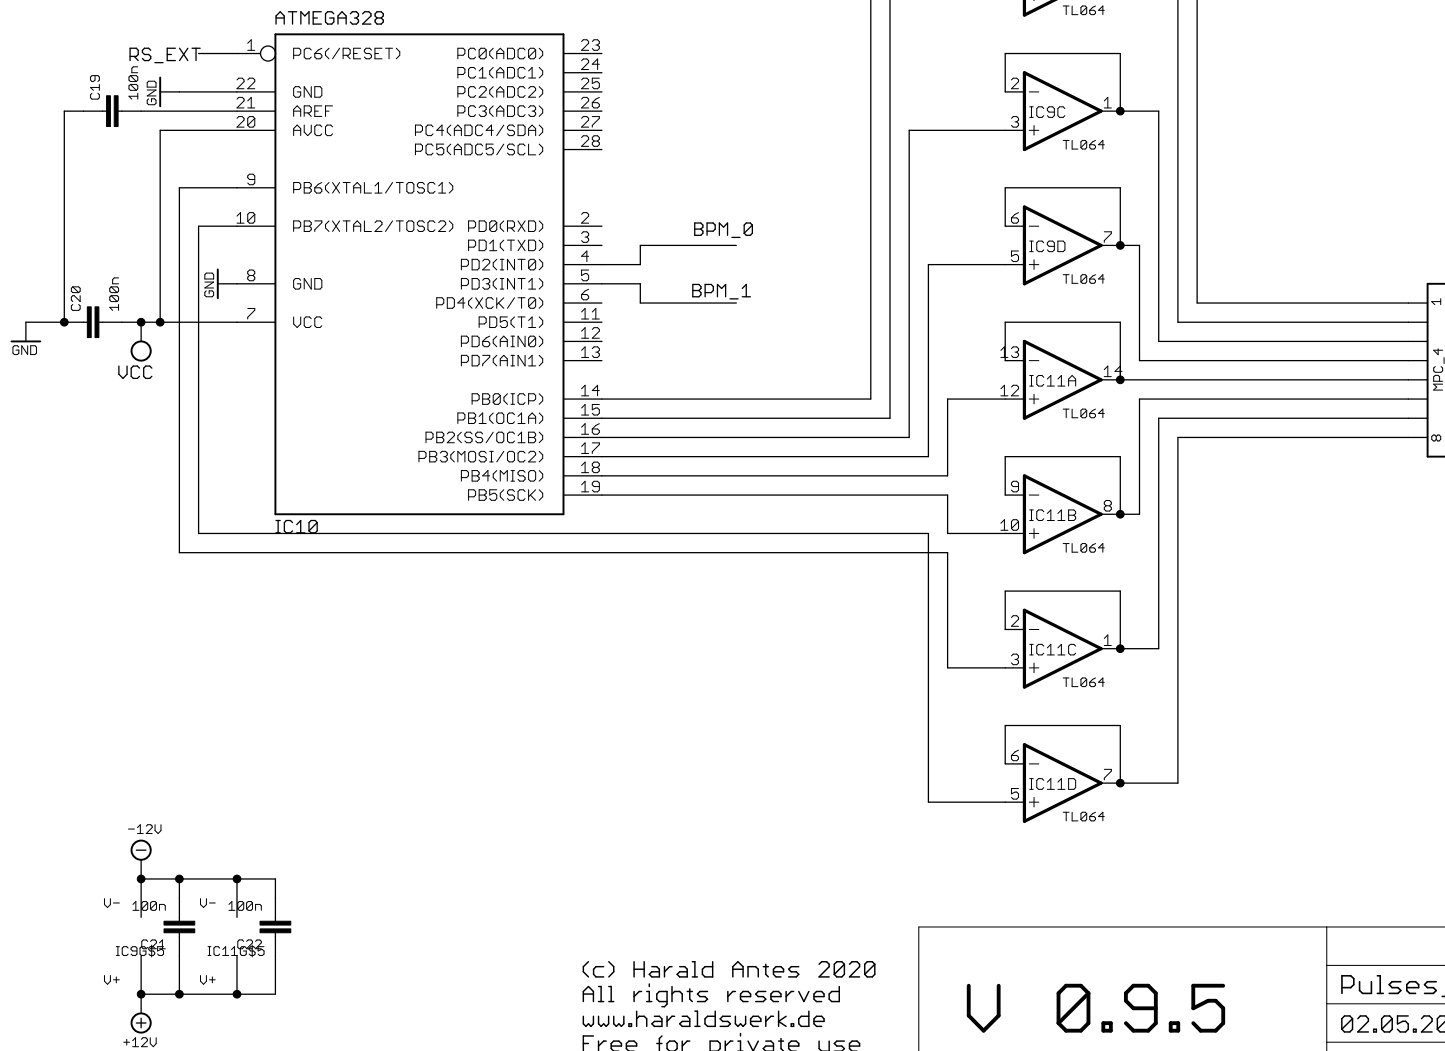 ATMEGA328
TL064
RS_EXT
1
PC6(/RESET)
PC0(ADC0)
23
PC1(ADC1)
24
C19
100n
GND
22
GND
PC2(ADC2)
25
21
AREF
PC3(ADC3)
26
20
AVCC
PC4(ADC4/SDA)
27
PC5(ADC5/SCL)
28
9
PB6(XTAL1/TOSC1)
10
PB7(XTAL2/TOSC2)
PD0(RXD)
2
PD1(TXD)
3
PD2(INT0)
4
BPM_0
GND
8
GND
PD3(INT1)
5
BPM_1
C20
100n
PD4(XCK/T0)
6
7
VCC
PD5(T1)
11
PD6(AIN0)
12
PD7(AIN1)
13
GND
VCC
PB0(ICP)
14
PB1(OC1A)
15
PB2(SS/OC1B)
16
PB3(MOSI/OC2)
17
PB4(MISO)
18
PB5(SCK)
19
IC10
2
-
IC9C
1
3
+
TL064
6
-
IC9D
7
5
+
TL064
13
-
IC11A
14
12
+
TL064
9
-
IC11B
8
10
+
TL064
2
-
IC11C
1
3
+
TL064
6
-
IC11D
7
5
+
TL064
1
MPC_4
8
-12V
V-
100n
V-
100n
C21
IC9G$5
C22
IC11G$5
V+
V+
+12V
(c) Harald Antes 2020
All rights reserved
www.haraldswerk.de
Free for private use
V 0.9.5
Pulses_
02.05.20